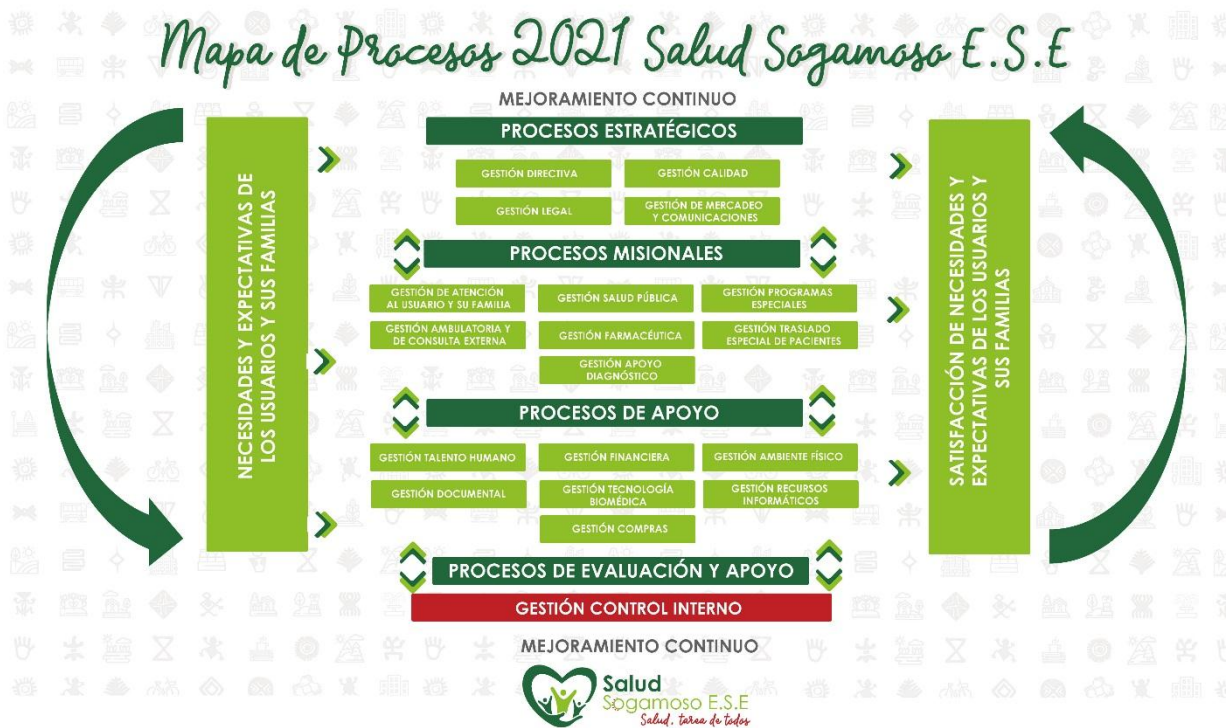 Mapa de Procesos 2021 Salud Sogamoso E.S.E
MEJORAMIENTO CONTINUO
NECESIDADES Y EXPECTATIVAS DE
LOS USUARIOS Y SUS FAMILIAS
PROCESOS ESTRATÉGICOS
GESTIÓN DIRECTIVA
GESTIÓN CALIDAD
GESTIÓN LEGAL
GESTIÓN DE MERCADEO
Y COMUNICACIONES
PROCESOS MISIONALES
GESTIÓN DE ATENCIÓN
AL USUARIO Y SU FAMILIA
GESTIÓN SALUD PÚBLICA
GESTIÓN PROGRAMAS
ESPECIALES
GESTIÓN AMBULATORIA Y
DE CONSULTA EXTERNA
GESTIÓN FARMACÉUTICA
GESTIÓN TRASLADO
ESPECIAL DE PACIENTES
GESTIÓN APOYO
DIAGNÓSTICO
PROCESOS DE APOYO
GESTIÓN TALENTO HUMANO
GESTIÓN FINANCIERA
GESTIÓN AMBIENTE FÍSICO
GESTIÓN DOCUMENTAL
GESTIÓN TECNOLOGÍA
BIOMÉDICA
GESTIÓN RECURSOS
INFORMÁTICOS
GESTIÓN COMPRAS
PROCESOS DE EVALUACIÓN Y APOYO
GESTIÓN CONTROL INTERNO
SATISFACCIÓN DE NECESIDADES Y
EXPECTATIVAS DE LOS USUARIOS Y
SUS FAMILIAS
MEJORAMIENTO CONTINUO
Salud
Sogamoso E.S.E
Salud, tarea de todos